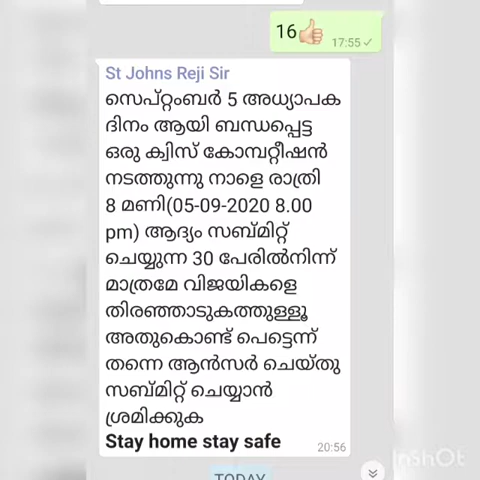 16👍🏻
17:55
St Johns Reji Sir
സെപ്റ്റംബർ 5 അധ്യാപക
ദിനം ആയി ബന്ധപ്പെട്ട
ഒരു ക്വിസ് കോമ്പറ്റീഷൻ
നടത്തുന്നു നാളെ രാത്രി
8 മണി(05-09-2020 8.00
pm) ആദ്യം സബ്മിറ്റ്
ചെയ്യുന്ന 30 പേരിൽനിന്ന്
മാത്രമേ വിജയികളെ
തിരഞ്ഞാടുകത്തുള്ളൂ
അതുകൊണ്ട് പെട്ടെന്ന്
തന്നെ ആൻസർ ചെയ്തു
സബ്മിറ്റ് ചെയ്യാൻ
ശ്രമിക്കുക
Stay home stay safe
20:56
TODAY
InShOt